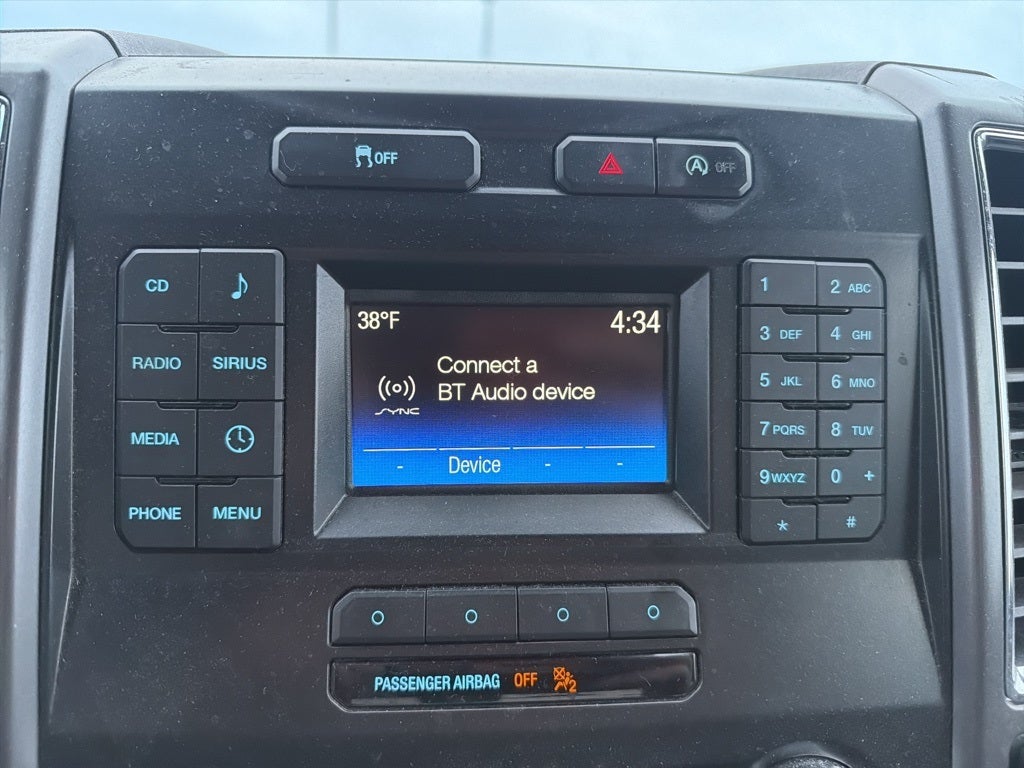 OFF
A OFF
CD
RADIO SIRIUS
MEDIA
PHONE MENU
38°F 4:34
Connect a
BT Audio device
SYNC
- Device - -
1 2 ABC
3 DEF 4 GHI
5 JKL 6 MNO
7 PQRS 8 TUV
9 WXYZ 0 +
* #
PASSENGER AIRBAG OFF 2